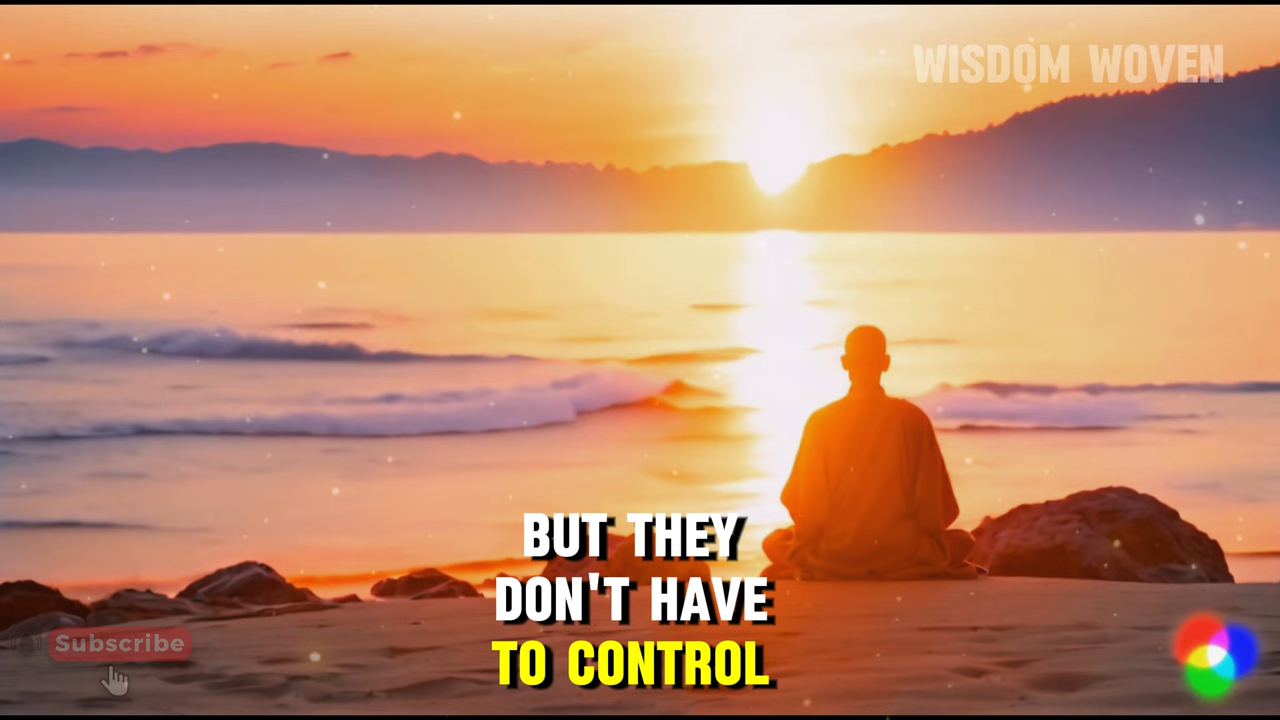 WISDOM WOVEN
BUT THEY
DON'T HAVE
TO CONTROL
Subscribe